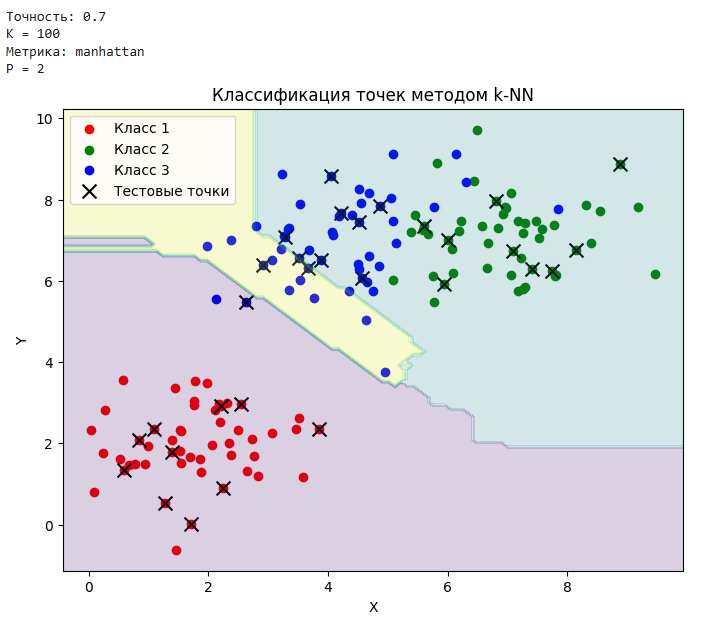 Точность: 0.7
K = 100
Метрика: manhattan
P = 2
Классификация точек методом k-NN
Класс 1
Класс 2
Класс 3
Тестовые точки
10
8
6
4
2
0
Y
0 2 4 6 8
X